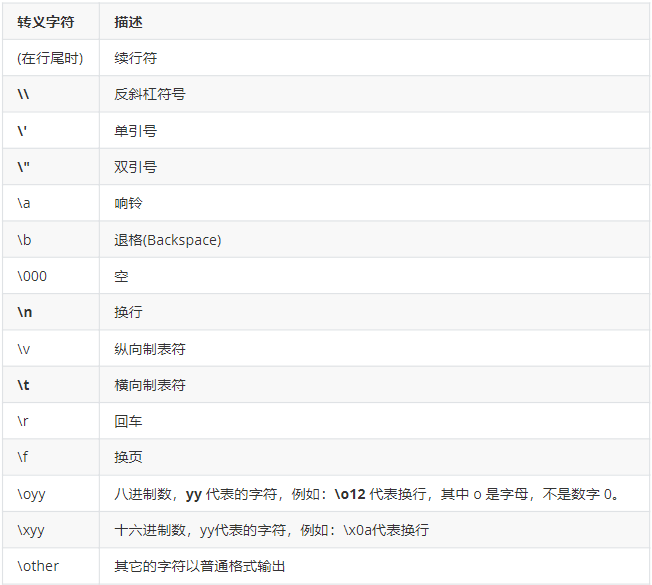 转义字符 描述
(在行尾时) 续行符
\\ 反斜杠符号
\' 单引号
\" 双引号
\a 响铃
\b 退格(Backspace)
\000 空
\n 换行
\v 纵向制表符
\t 横向制表符
\r 回车
\f 换页
\oyy 八进制数，yy 代表的字符，例如：\o12 代表换行，其中 o 是字母，不是数字 0。
\xyy 十六进制数，yy代表的字符，例如：\x0a代表换行
\other 其它的字符以普通格式输出